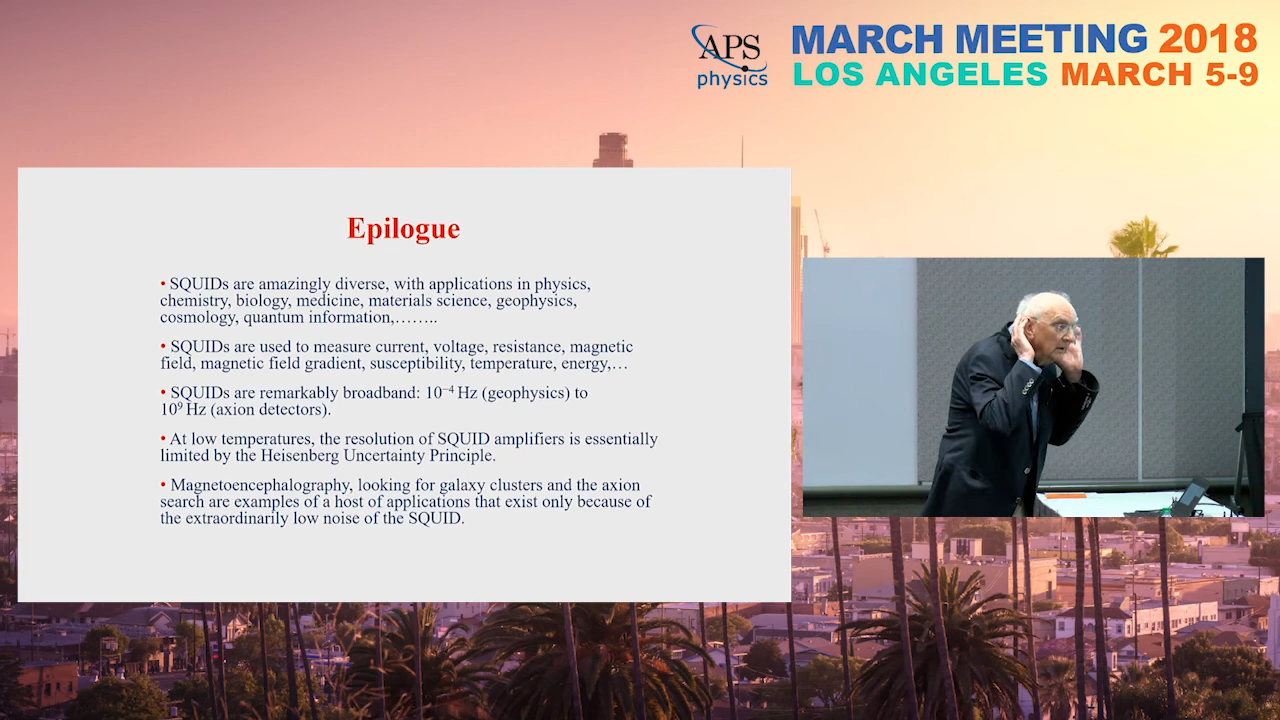 APS
physics
MARCH MEETING 2018
LOS ANGELES MARCH 5-9
Epilogue
• SQUIDs are amazingly diverse, with applications in physics,
chemistry, biology, medicine, materials science, geophysics,
cosmology, quantum information,……..
• SQUIDs are used to measure current, voltage, resistance, magnetic
field, magnetic field gradient, susceptibility, temperature, energy,…
• SQUIDs are remarkably broadband: 10⁻⁴ Hz (geophysics) to
10⁹ Hz (axion detectors).
• At low temperatures, the resolution of SQUID amplifiers is essentially
limited by the Heisenberg Uncertainty Principle.
• Magnetoencephalography, looking for galaxy clusters and the axion
search are examples of a host of applications that exist only because of
the extraordinarily low noise of the SQUID.